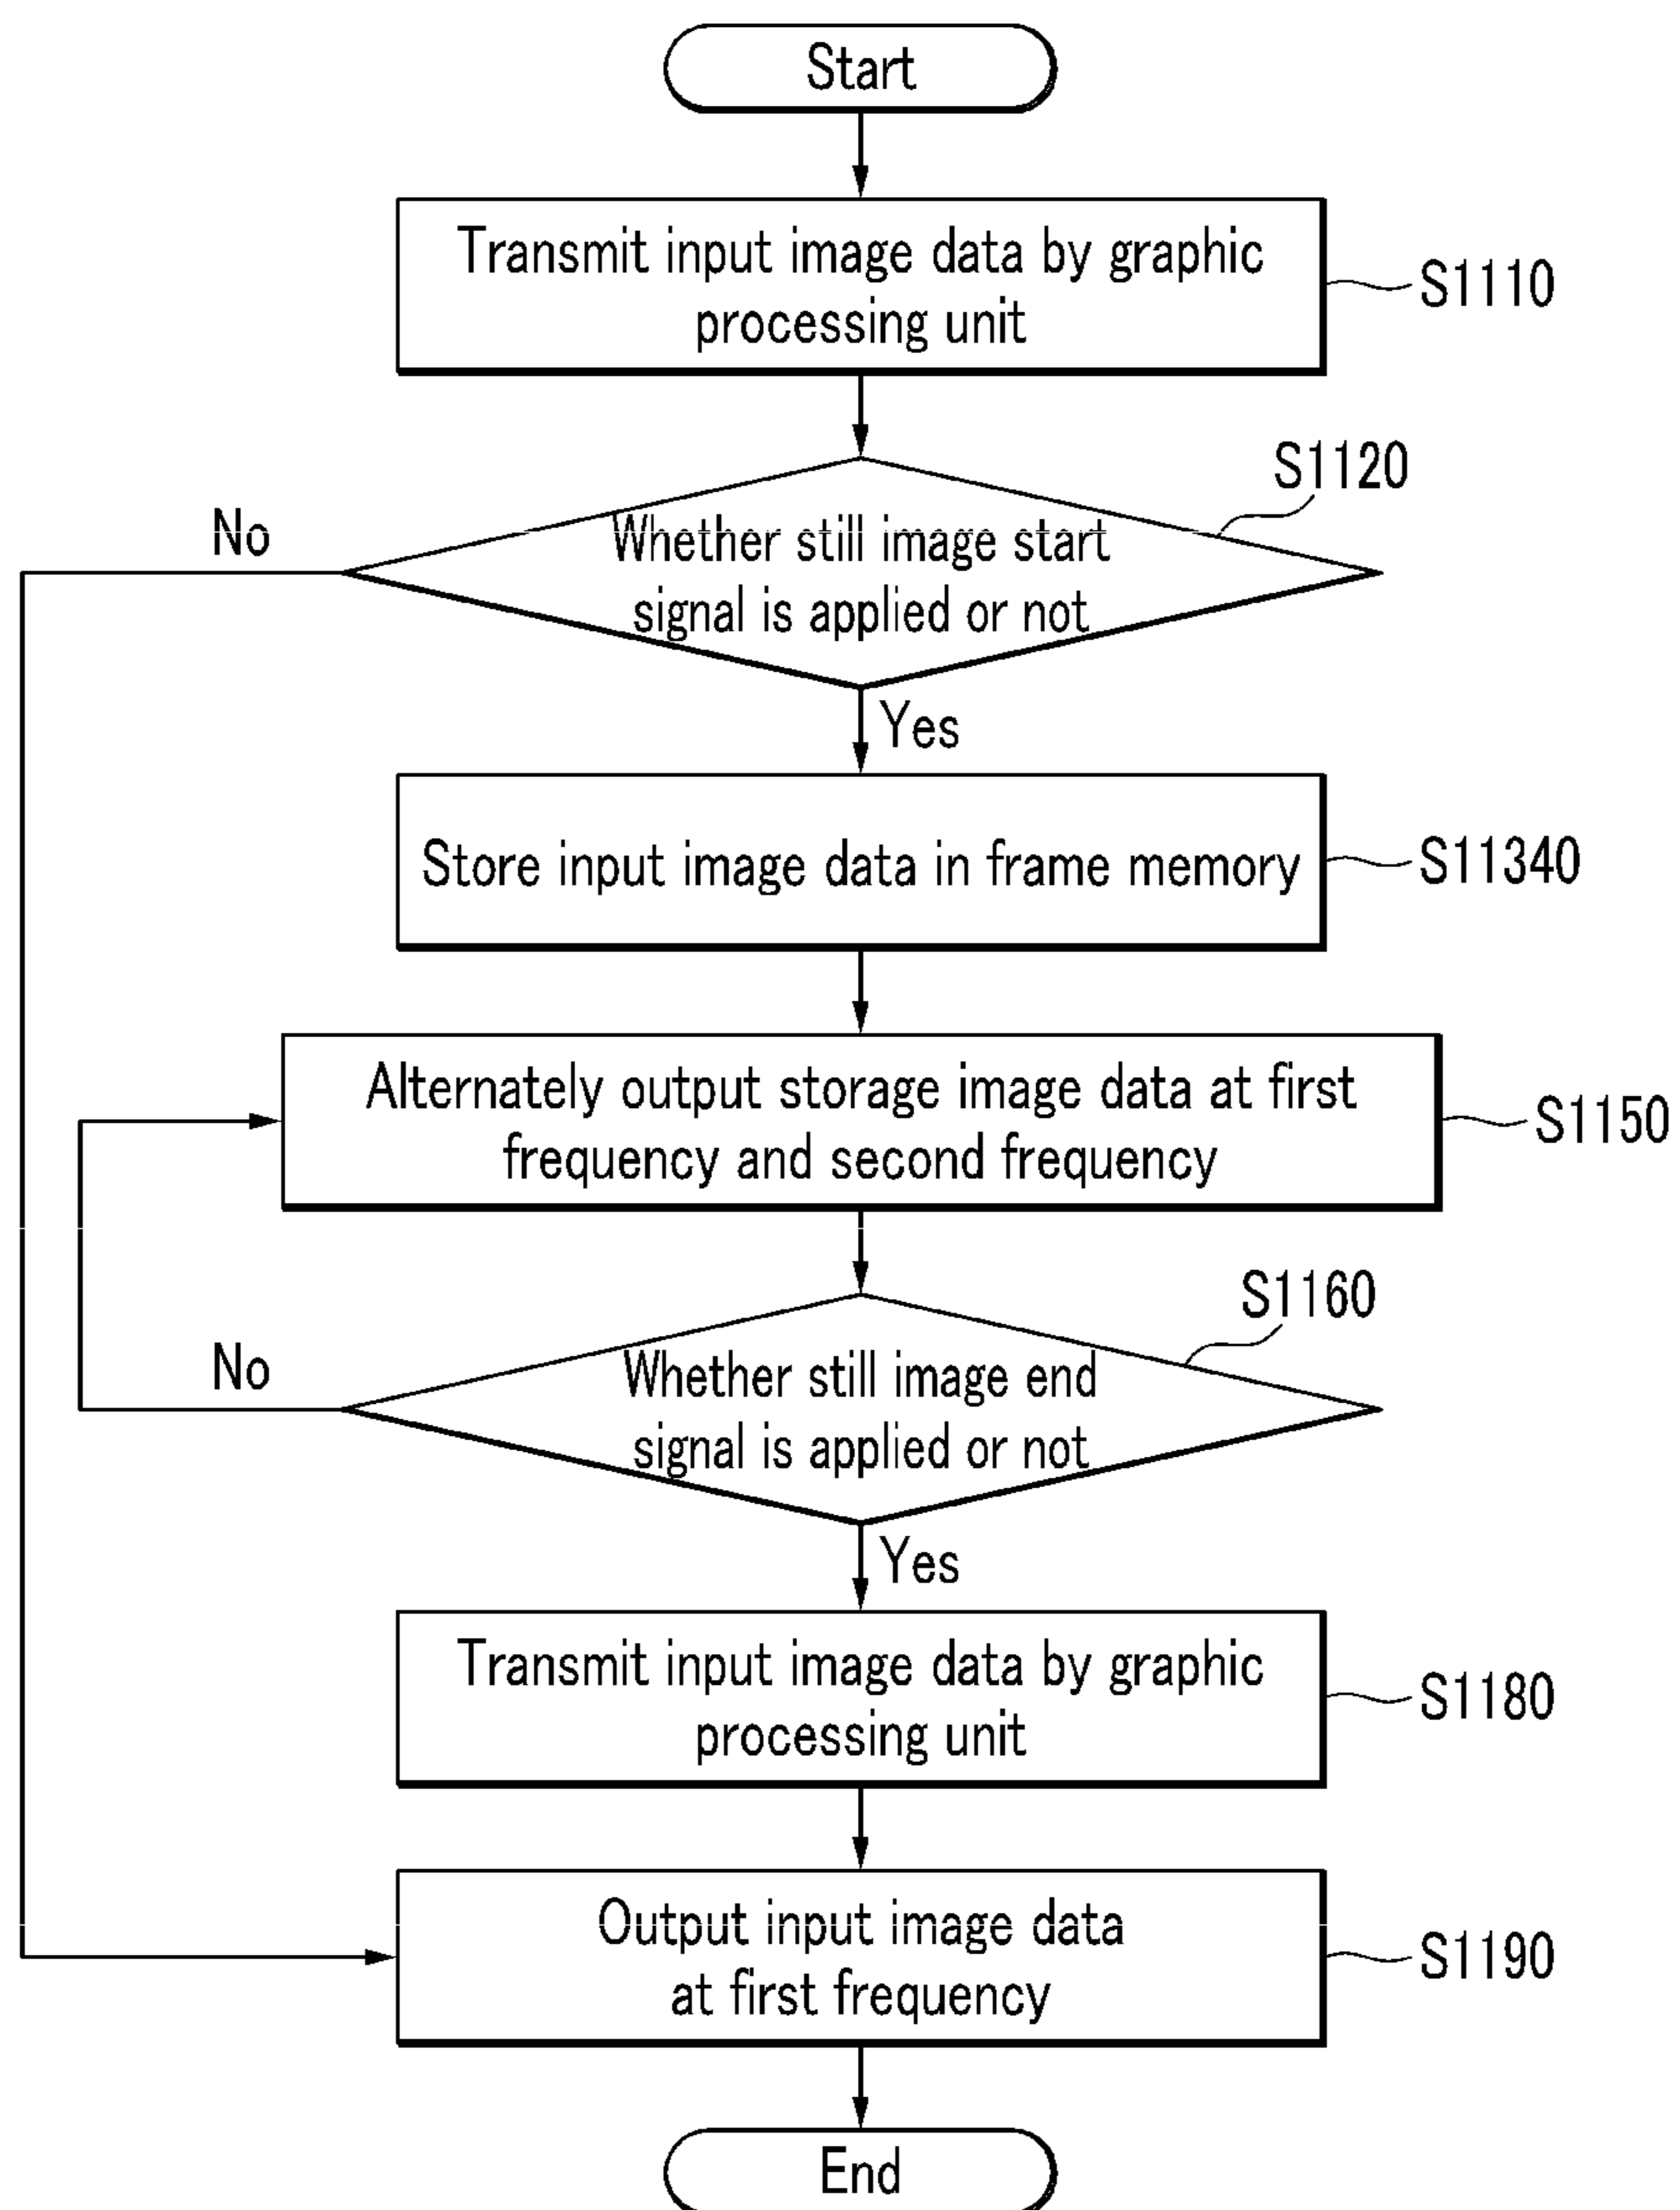 Start
Transmit input image data by graphic
processing unit
S1110
S1120
No
Whether still image start
signal is applied or not
Yes
Store input image data in frame memory
S11340
Alternately output storage image data at first
frequency and second frequency
S1150
S1160
No
Whether still image end
signal is applied or not
Yes
Transmit input image data by graphic
processing unit
S1180
Output input image data
at first frequency
S1190
End